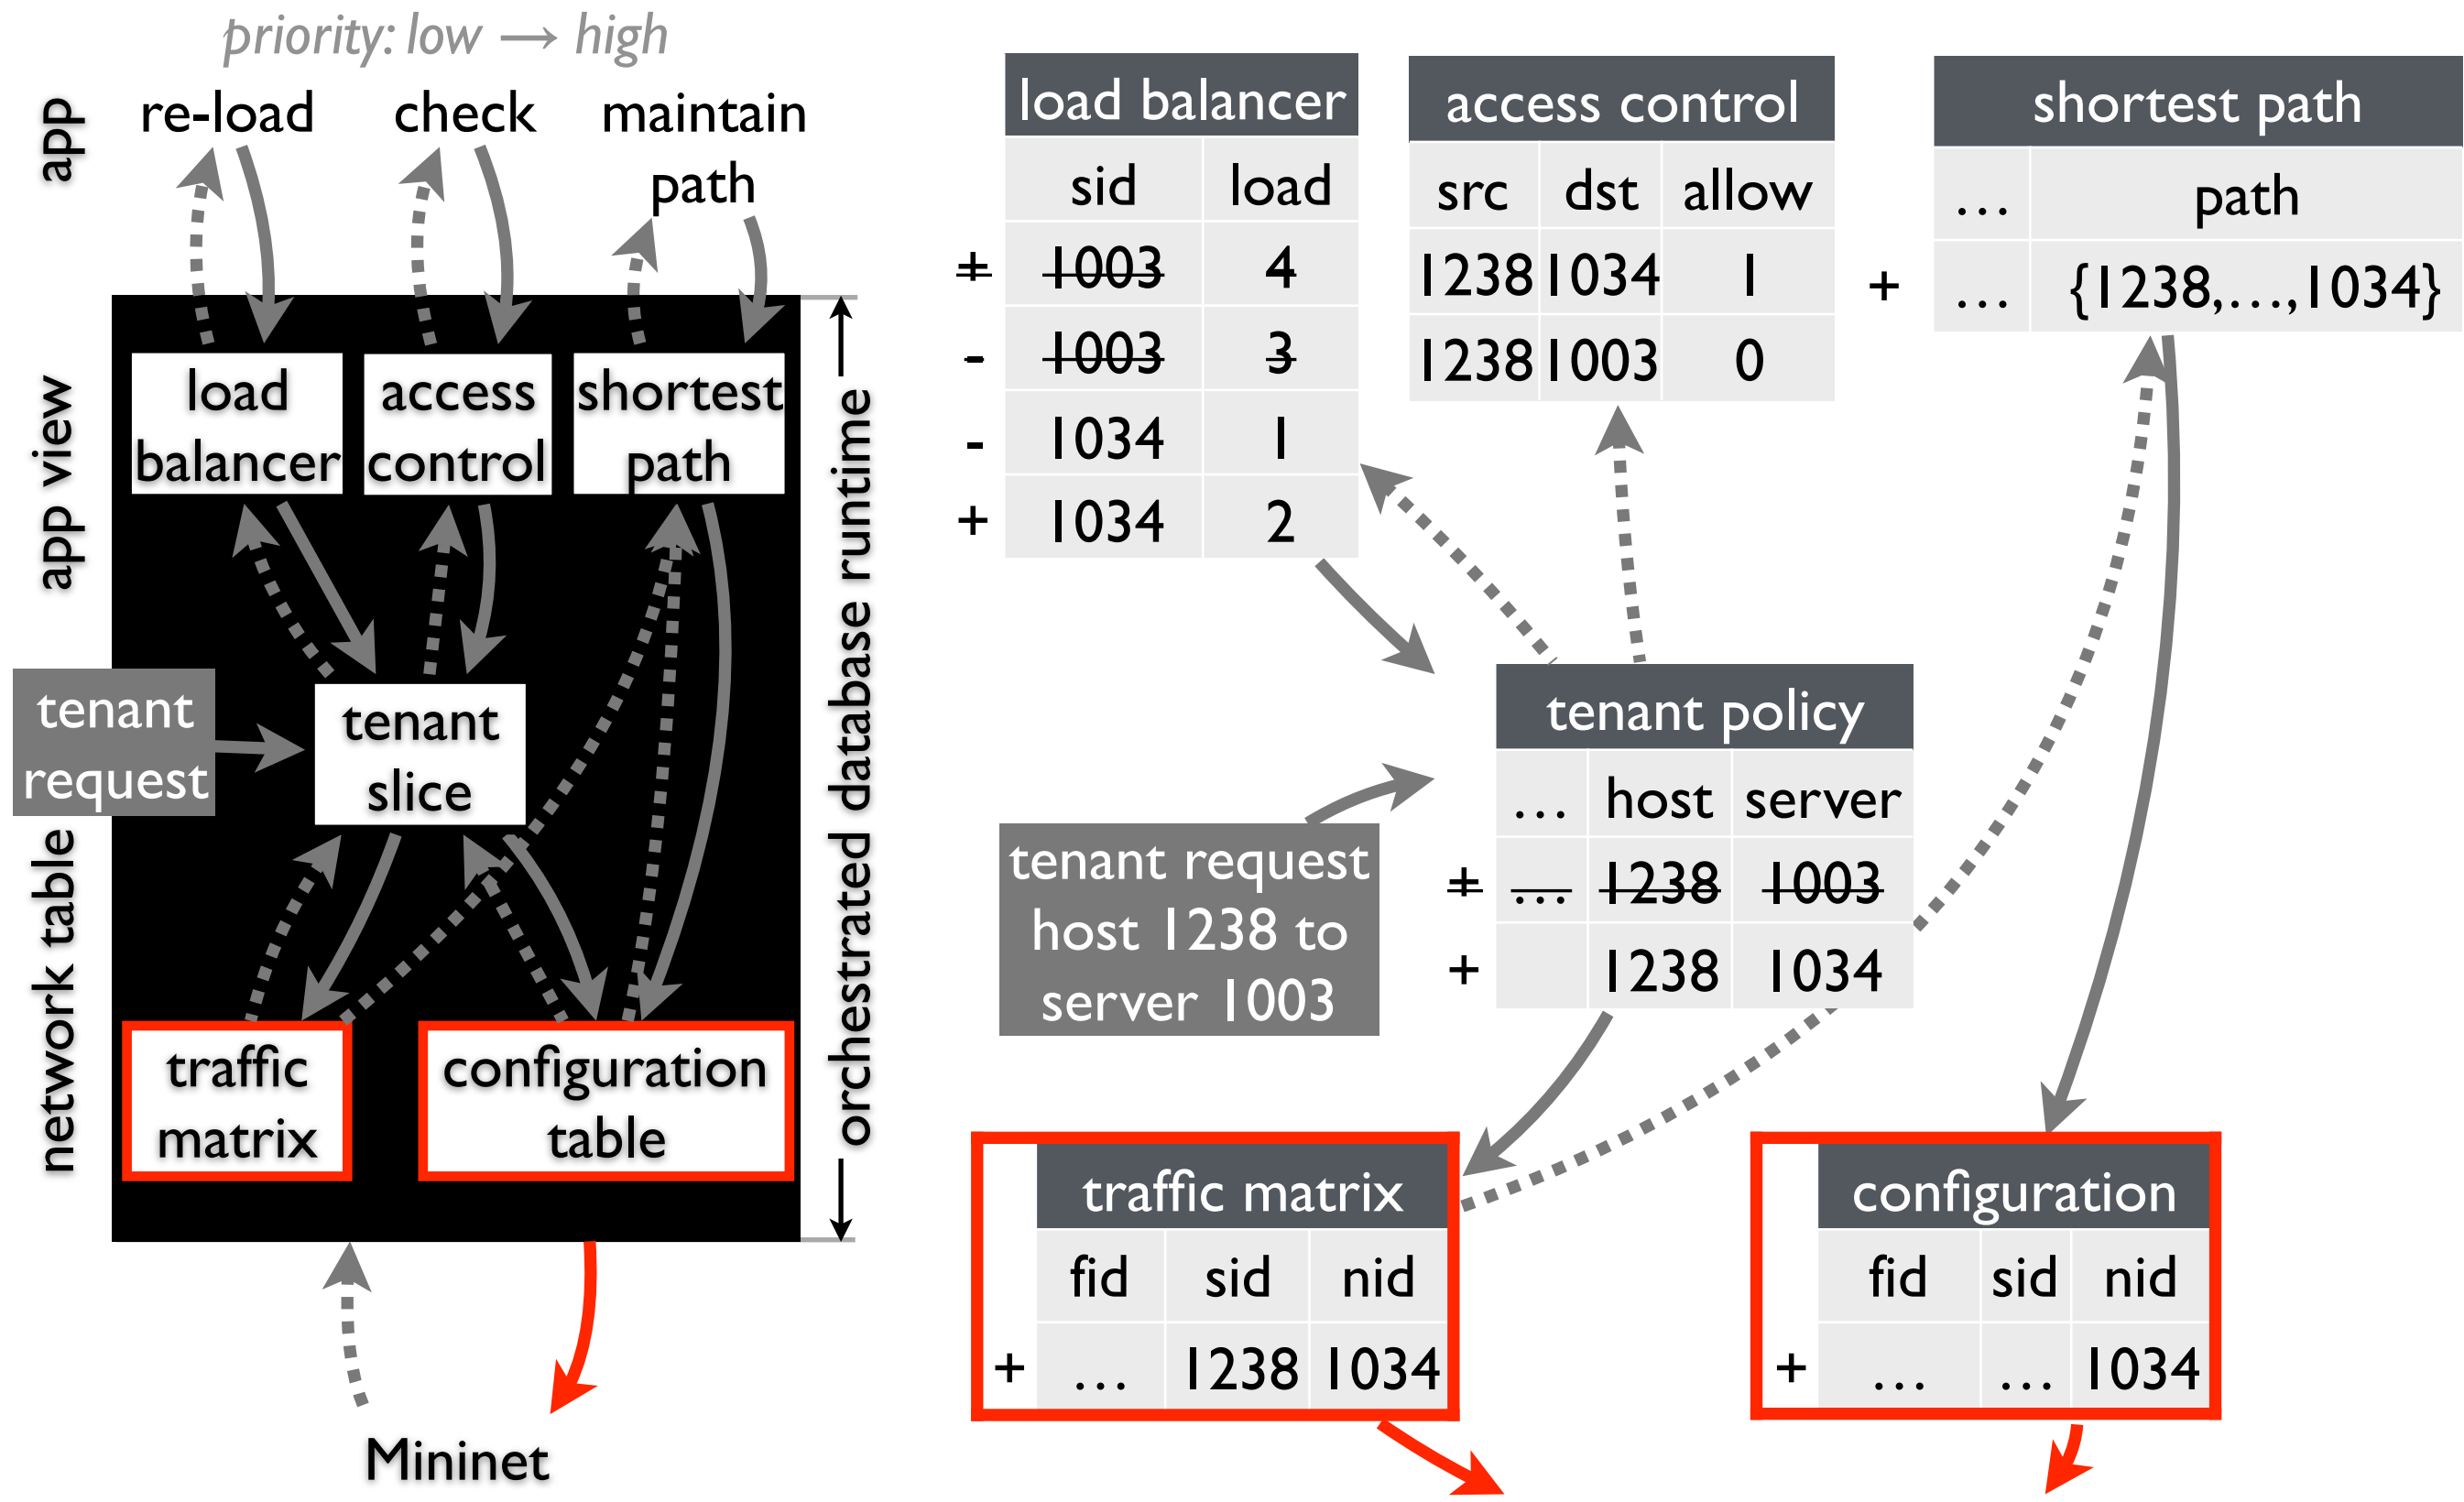 priority: low → high
app
re-load
check
maintain
path
app view
load
balancer
access
control
shortest
path
tenant
request
tenant
slice
network table
traffic
matrix
configuration
table
orchestrated database runtime
Mininet
load balancer
sid load
+ 1003 4
- 1003 3
- 1034 1
+ 1034 2
access control
src dst allow
1238 1034 1
1238 1003 0
shortest path
... path
+ ... {1238,...,1034}
tenant policy
... host server
+ ... 1238 1003
+ 1238 1034
tenant request
host 1238 to
server 1003
traffic matrix
fid sid nid
+ ... 1238 1034
configuration
fid sid nid
+ ... ... 1034